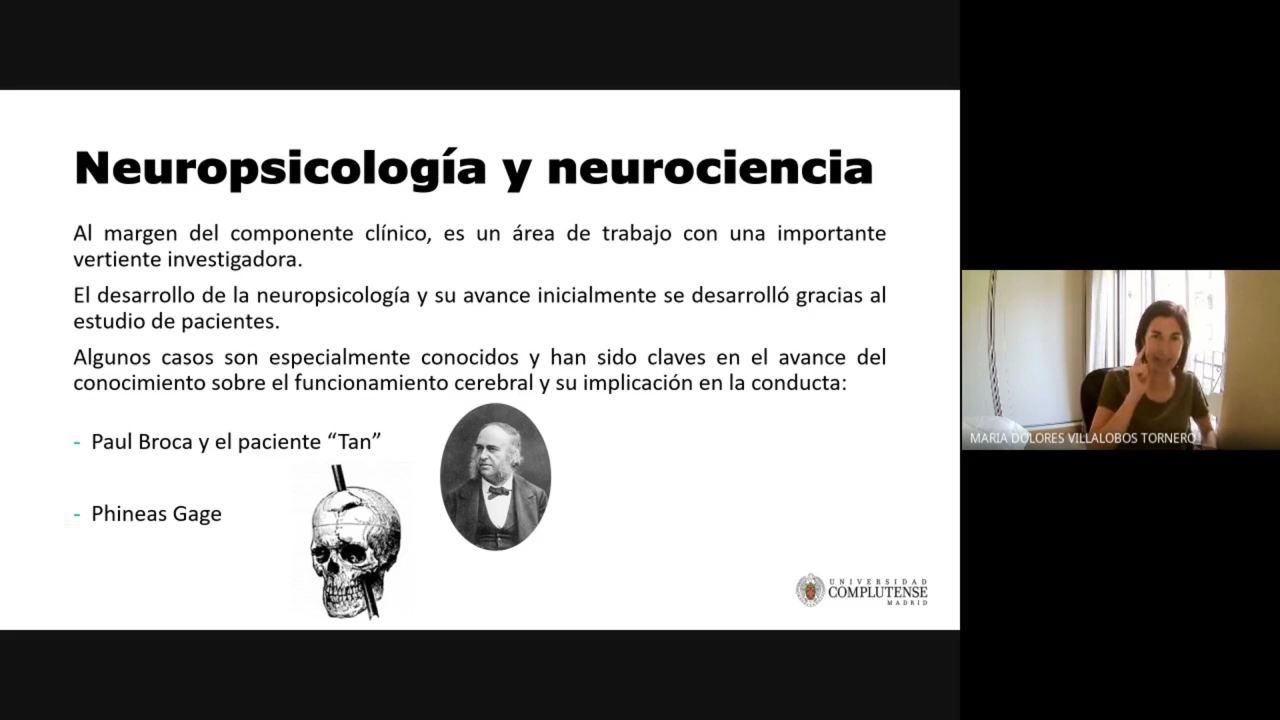 Neuropsicología y neurociencia
Al margen del componente clínico, es un área de trabajo con una importante
vertiente investigadora.
El desarrollo de la neuropsicología y su avance inicialmente se desarrolló gracias al
estudio de pacientes.
Algunos casos son especialmente conocidos y han sido claves en el avance del
conocimiento sobre el funcionamiento cerebral y su implicación en la conducta:
- Paul Broca y el paciente “Tan”
- Phineas Gage
UNIVERSIDAD
COMPLUTENSE
MADRID
MARIA DOLORES VILLALOBOS TORNERO